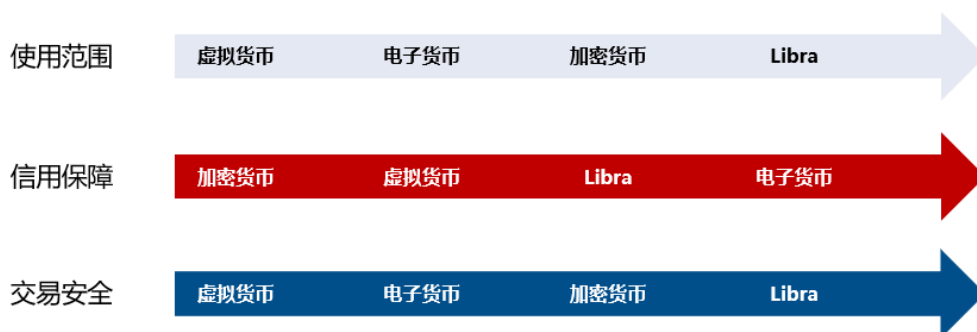 使用范围 虚拟货币 电子货币 加密货币 Libra
信用保障 加密货币 虚拟货币 Libra 电子货币
交易安全 虚拟货币 电子货币 加密货币 Libra